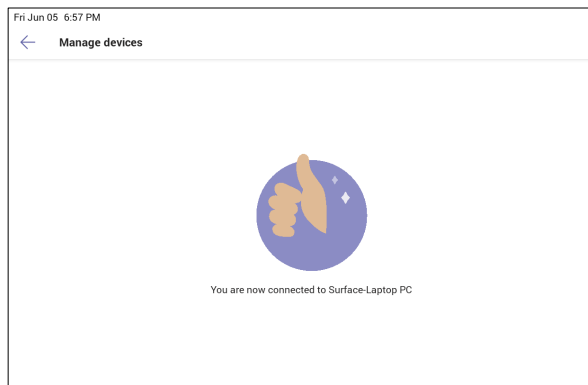 Fri Jun 05 6:57 PM
Manage devices
You are now connected to Surface-Laptop PC